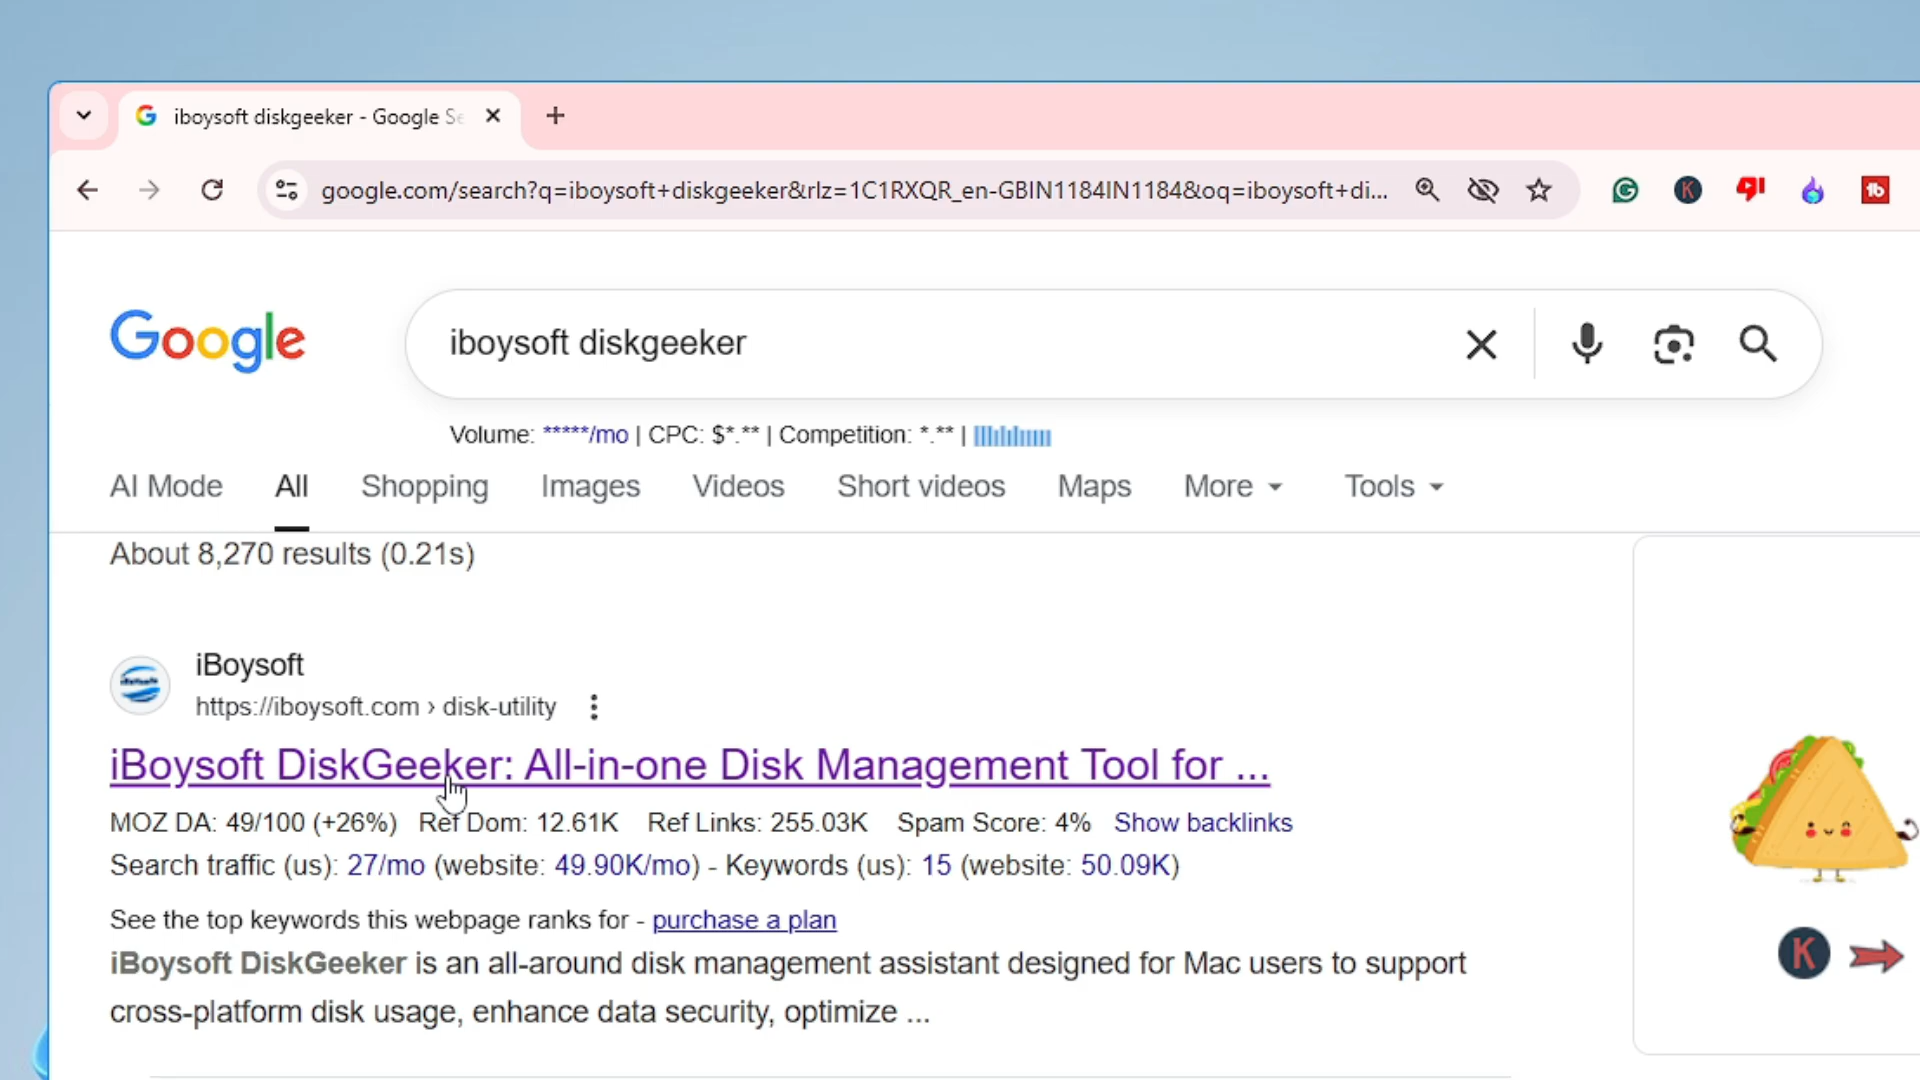 iboysoft diskgeeker - Google Se
google.com/search?q=iboysoft+diskgeeker&rlz=1C1RXQR_en-GBIN1184IN1184&oq=iboysoft+di...
Google
iboysoft diskgeeker
Volume: *****/mo | CPC: $*.** | Competition: *.** |
AI Mode All Shopping Images Videos Short videos Maps More Tools
About 8,270 results (0.21s)
iBoysoft
https://iboysoft.com › disk-utility
iBoysoft DiskGeeker: All-in-one Disk Management Tool for ...
MOZ DA: 49/100 (+26%) Ref Dom: 12.61K Ref Links: 255.03K Spam Score: 4% Show backlinks
Search traffic (us): 27/mo (website: 49.90K/mo) - Keywords (us): 15 (website: 50.09K)
See the top keywords this webpage ranks for - purchase a plan
iBoysoft DiskGeeker is an all-around disk management assistant designed for Mac users to support
cross-platform disk usage, enhance data security, optimize ...
K